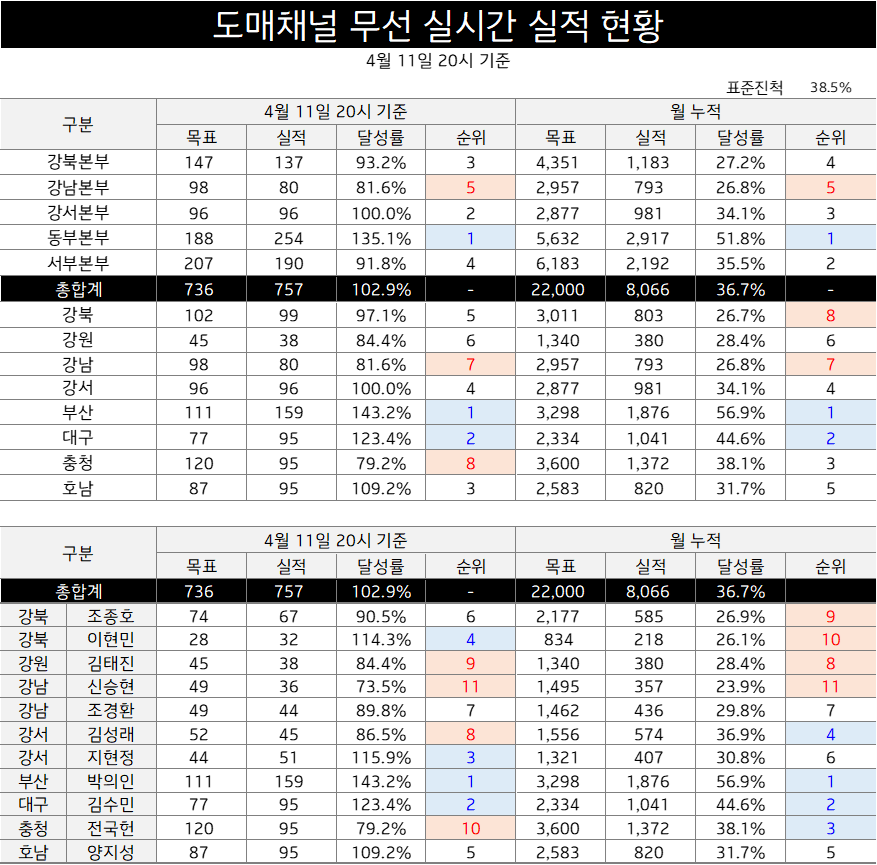 도매채널 무선 실시간 실적 현황
4월 11일 20시 기준
표준진척 38.5%
구분 4월 11일 20시 기준 월 누적
목표 실적 달성률 순위 목표 실적 달성률 순위
강북본부 147 137 93.2% 3 4,351 1,183 27.2% 4
강남본부 98 80 81.6% 5 2,957 793 26.8% 5
강서본부 96 96 100.0% 2 2,877 981 34.1% 3
동부본부 188 254 135.1% 1 5,632 2,917 51.8% 1
서부본부 207 190 91.8% 4 6,183 2,192 35.5% 2
총합계 736 757 102.9% - 22,000 8,066 36.7% -
강북 102 99 97.1% 5 3,011 803 26.7% 8
강원 45 38 84.4% 6 1,340 380 28.4% 6
강남 98 80 81.6% 7 2,957 793 26.8% 7
강서 96 96 100.0% 4 2,877 981 34.1% 4
부산 111 159 143.2% 1 3,298 1,876 56.9% 1
대구 77 95 123.4% 2 2,334 1,041 44.6% 2
충청 120 95 79.2% 8 3,600 1,372 38.1% 3
호남 87 95 109.2% 3 2,583 820 31.7% 5
구분 4월 11일 20시 기준 월 누적
목표 실적 달성률 순위 목표 실적 달성률 순위
총합계 736 757 102.9% - 22,000 8,066 36.7%
강북 조종호 74 67 90.5% 6 2,177 585 26.9% 9
강북 이현민 28 32 114.3% 4 834 218 26.1% 10
강원 김태진 45 38 84.4% 9 1,340 380 28.4% 8
강남 신승현 49 36 73.5% 11 1,495 357 23.9% 11
강남 조경환 49 44 89.8% 7 1,462 436 29.8% 7
강서 김성래 52 45 86.5% 8 1,556 574 36.9% 4
강서 지현정 44 51 115.9% 3 1,321 407 30.8% 6
부산 박의인 111 159 143.2% 1 3,298 1,876 56.9% 1
대구 김수민 77 95 123.4% 2 2,334 1,041 44.6% 2
충청 전국헌 120 95 79.2% 10 3,600 1,372 38.1% 3
호남 양지성 87 95 109.2% 5 2,583 820 31.7% 5